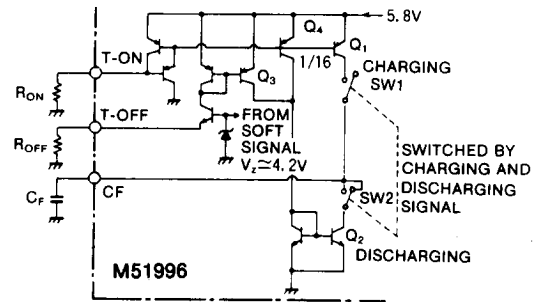 5.8V
Q4
Q1
T-ON
1/16
Q3
CHARGING
SW1
RON
T-OFF
FROM
SOFT
SIGNAL
VZ≃4.2V
ROFF
SWITCHED BY
CHARGING AND
DISCHARGING
SIGNAL
CF
CF
SW2
Q2
DISCHARGING
M51996